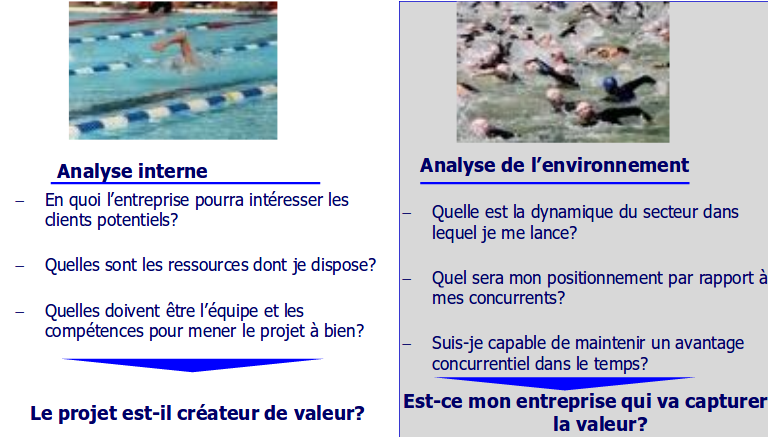 Analyse interne
– En quoi l’entreprise pourra intéresser les
clients potentiels?
– Quelles sont les ressources dont je dispose?
– Quelles doivent être l’équipe et les
compétences pour mener le projet à bien?
Le projet est-il créateur de valeur?
Analyse de l’environnement
– Quelle est la dynamique du secteur dans
lequel je me lance?
– Quel sera mon positionnement par rapport à
mes concurrents?
– Suis-je capable de maintenir un avantage
concurrentiel dans le temps?
Est-ce mon entreprise qui va capturer
la valeur?